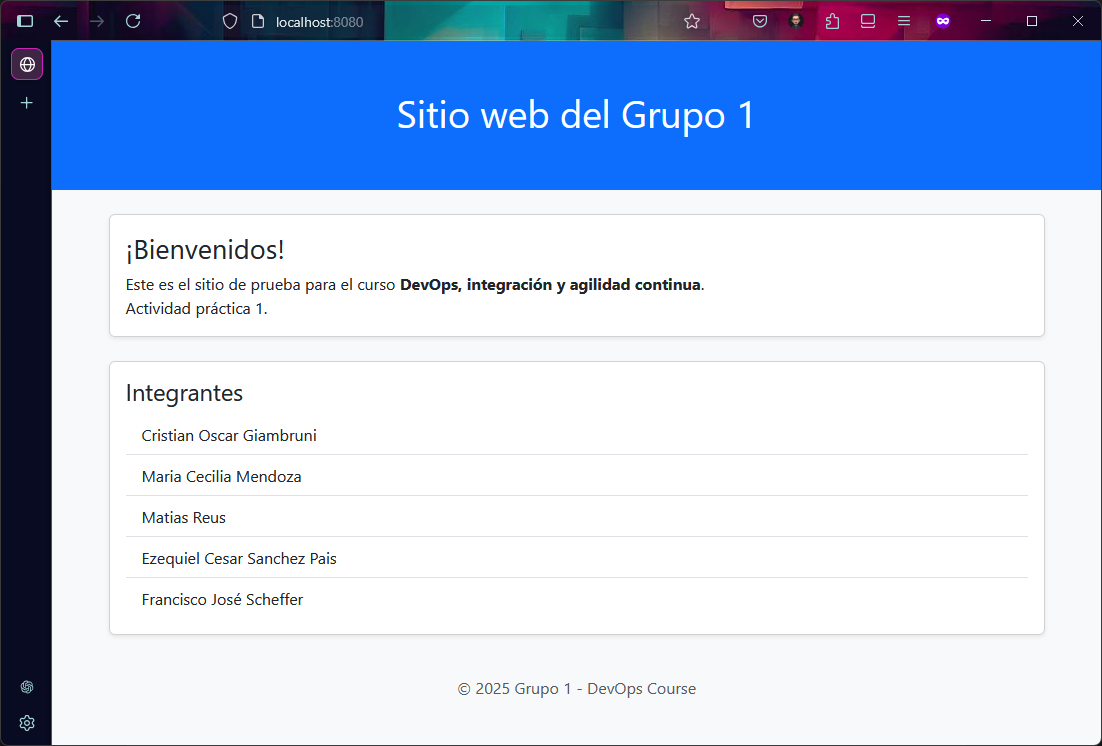 localhost:8080
Sitio web del Grupo 1
¡Bienvenidos!
Este es el sitio de prueba para el curso DevOps, integración y agilidad continua.
Actividad práctica 1.
Integrantes
Cristian Oscar Giambruni
Maria Cecilia Mendoza
Matias Reus
Ezequiel Cesar Sanchez Pais
Francisco José Scheffer
© 2025 Grupo 1 - DevOps Course